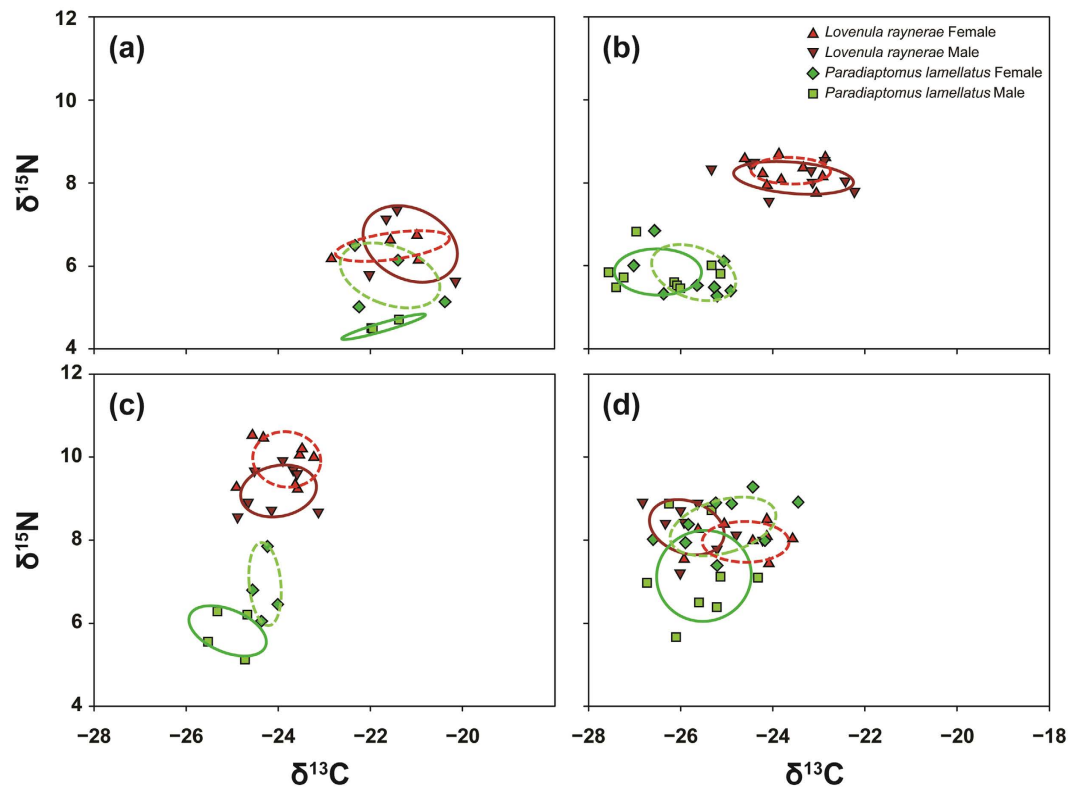 12
10
8
6
4
δ¹⁵N
(a)
(b)
Lovenula raynerae Female
Lovenula raynerae Male
Paradiaptomus lamellatus Female
Paradiaptomus lamellatus Male
12
10
8
6
4
δ¹⁵N
(c)
(d)
−28 −26 −24 −22 −20 −28 −26 −24 −22 −20 −18
δ¹³C δ¹³C